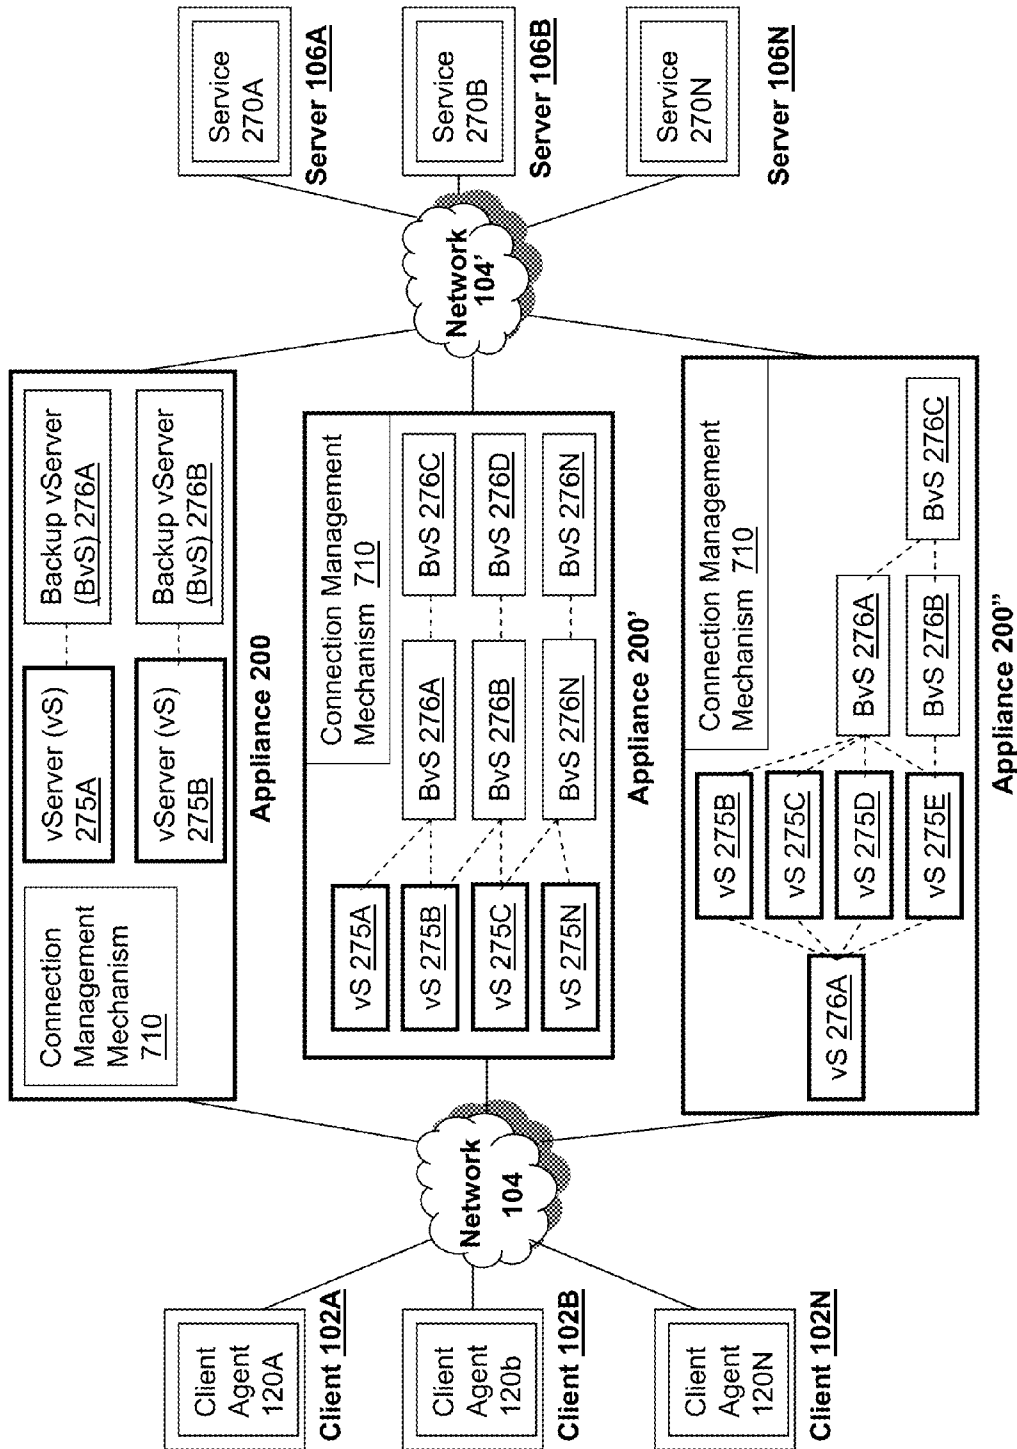 Client
Agent
120A
Client 102A
Client
Agent
120b
Client 102B
Client
Agent
120N
Client 102N
Network
104
Connection
Management
Mechanism
710
vServer (vS)
275A
Backup vServer
(BvS) 276A
vServer (vS)
275B
Backup vServer
(BvS) 276B
Appliance 200
Connection Management
Mechanism 710
vS 275A
vS 275B
vS 275C
vS 275N
BvS 276A
BvS 276B
BvS 276N
BvS 276C
BvS 276D
BvS 276N
Appliance 200'
Connection Management
Mechanism 710
vS 276A
vS 275B
vS 275C
vS 275D
vS 275E
BvS 276A
BvS 276B
BvS 276C
Appliance 200"
Network
104'
Service
270A
Server 106A
Service
270B
Server 106B
Service
270N
Server 106N